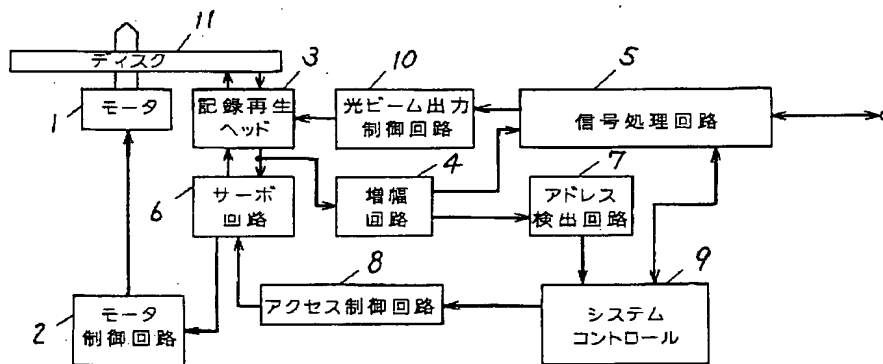 11
ディスク
3
10
5
1
モータ
記録再生
ヘッド
光ビーム出力
制御回路
信号処理回路
4
7
6
サーボ
回路
増幅
回路
アドレス
検出回路
8
9
2
モータ
制御回路
アクセス制御回路
システム
コントロール